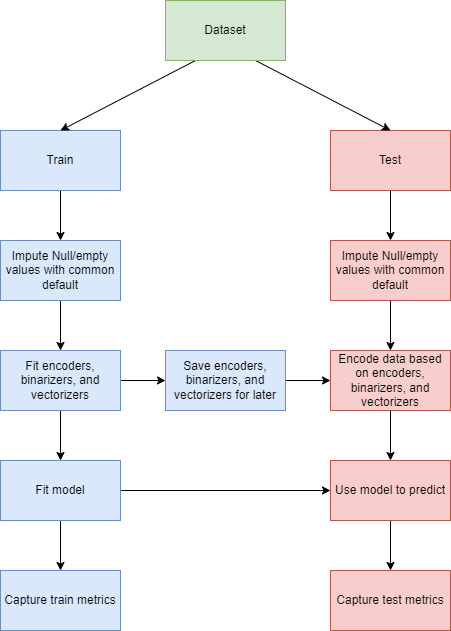 Dataset
Train
Test
Impute Null/empty
values with common
default
Impute Null/empty
values with common
default
Fit encoders,
binarizers, and
vectorizers
Save encoders,
binarizers, and
vectorizers for later
Encode data based
on encoders,
binarizers, and
vectorizers
Fit model
Use model to predict
Capture train metrics
Capture test metrics